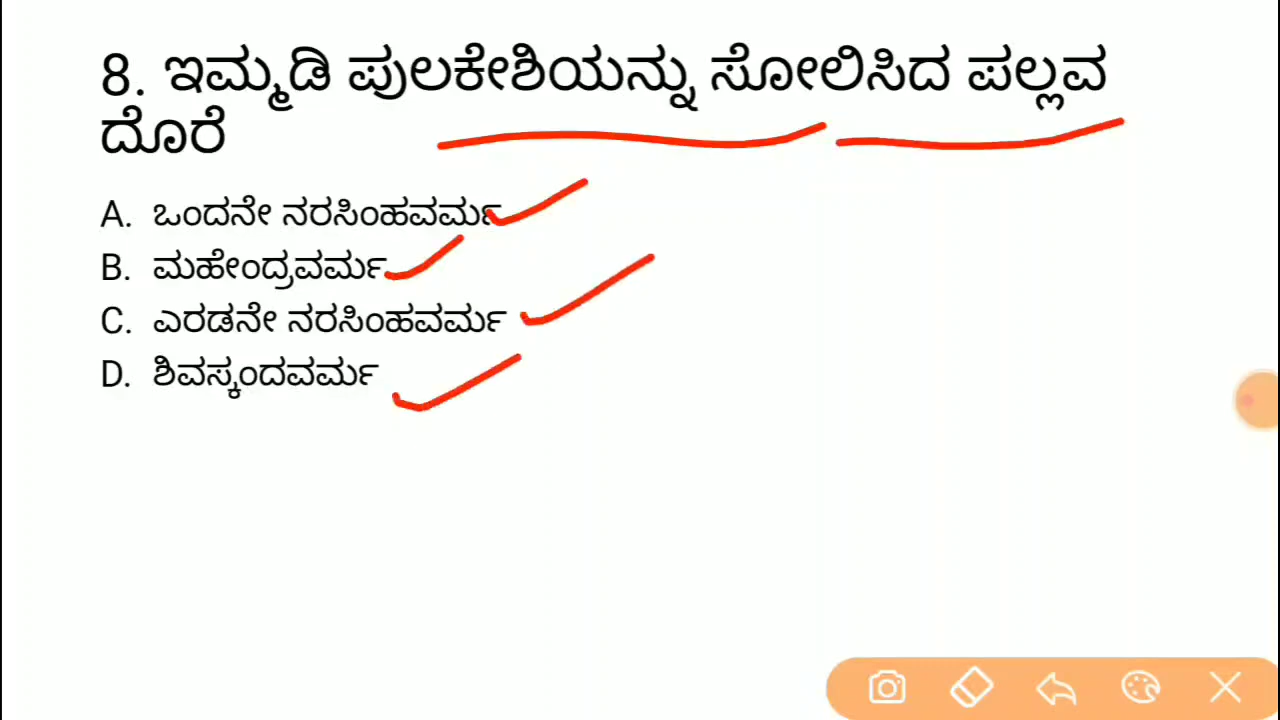 8. ಇಮ್ಮಡಿ ಪುಲಕೇಶಿಯನ್ನು ಸೋಲಿಸಿದ ಪಲ್ಲವ
ದೊರೆ
A. ಒಂದನೇ ನರಸಿಂಹವರ್ಮ
B. ಮಹೇಂದ್ರವರ್ಮ
C. ಎರಡನೇ ನರಸಿಂಹವರ್ಮ
D. ಶಿವಸ್ಕಂದವರ್ಮ